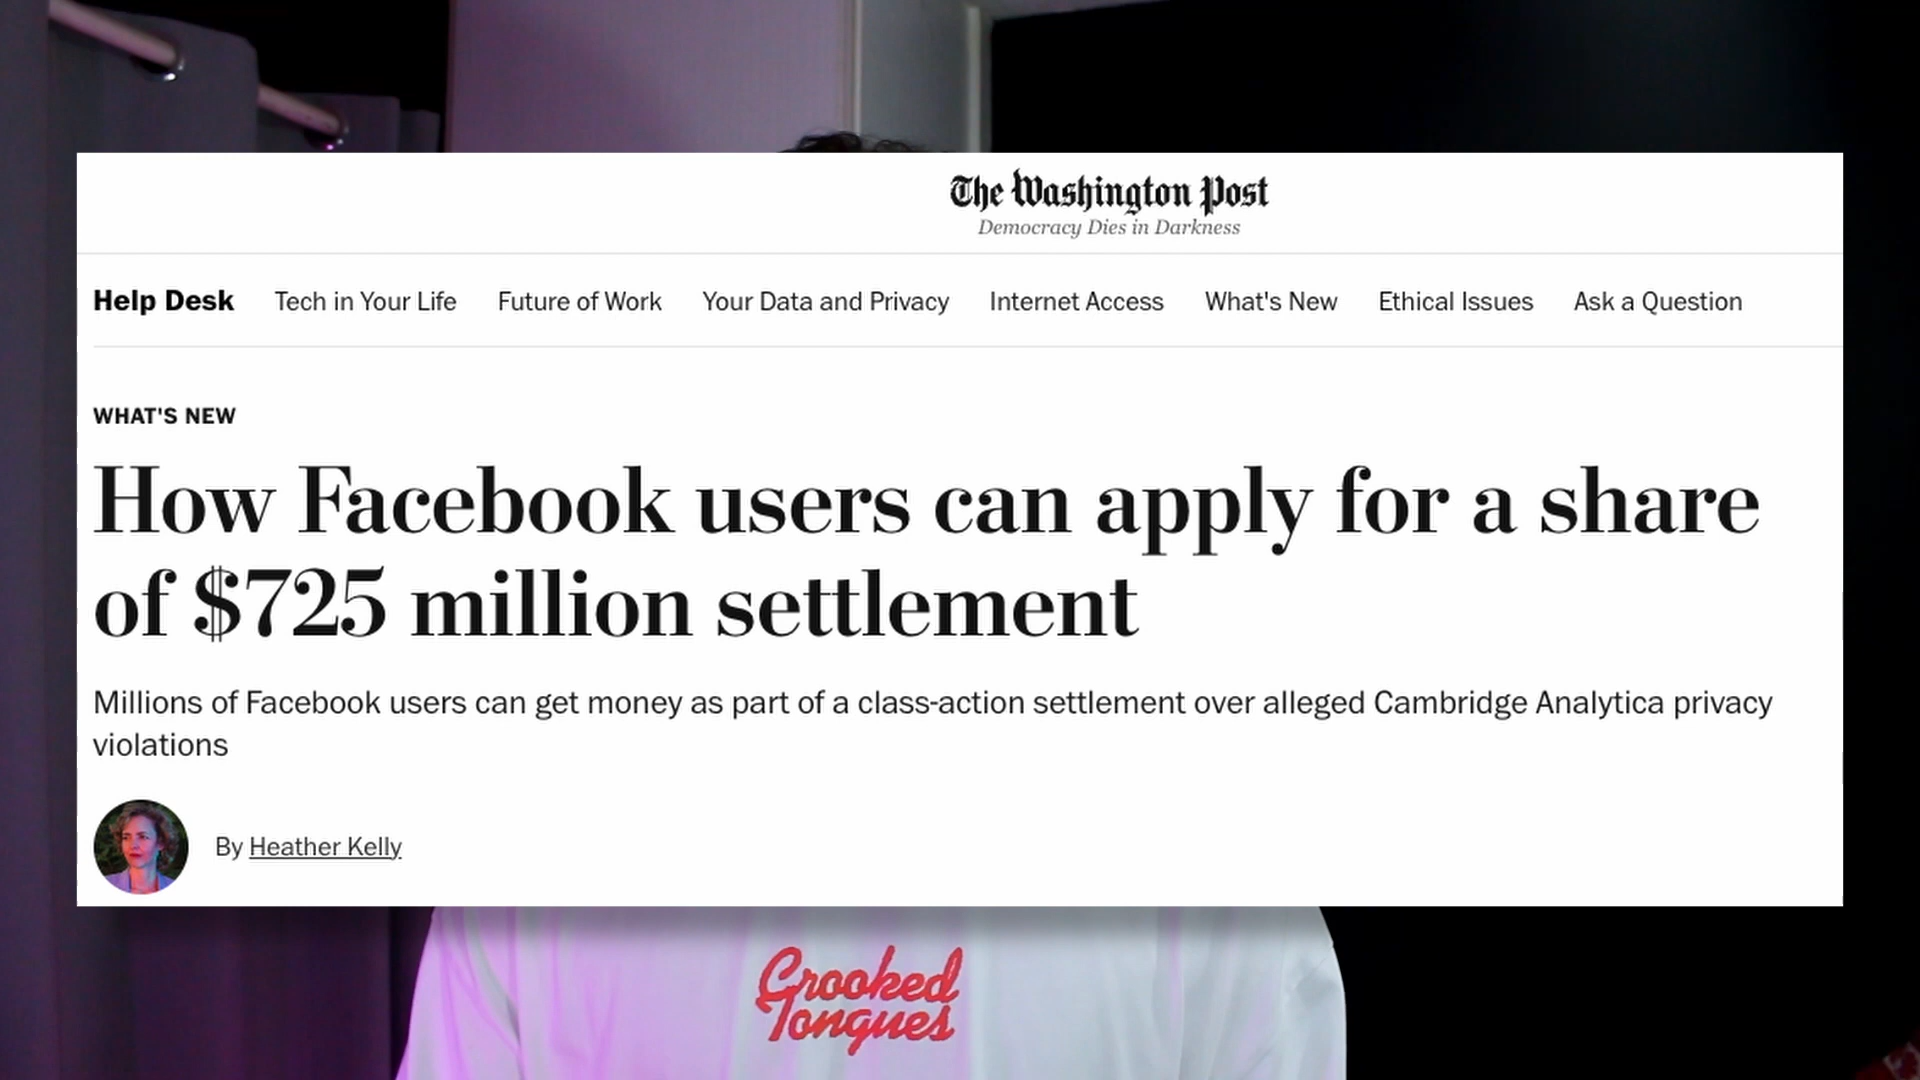 The Washington Post
Democracy Dies in Darkness
Help Desk Tech in Your Life Future of Work Your Data and Privacy Internet Access What's New Ethical Issues Ask a Question
WHAT'S NEW
How Facebook users can apply for a share
of $725 million settlement
Millions of Facebook users can get money as part of a class-action settlement over alleged Cambridge Analytica privacy
violations
By Heather Kelly
Crooked
Tongues